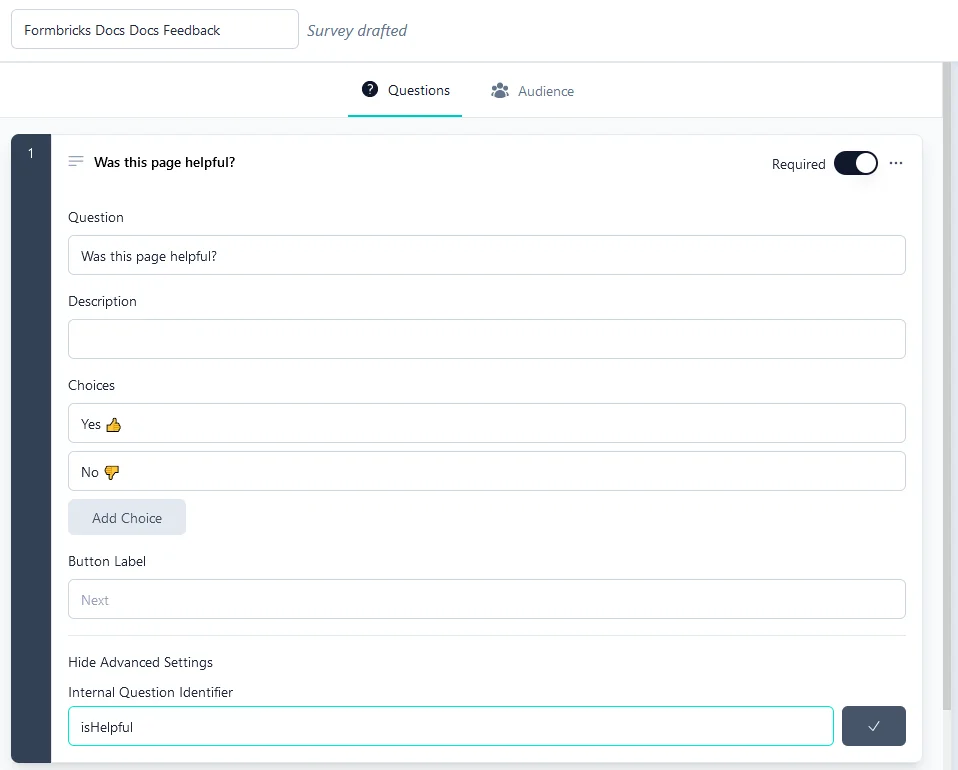 Formbricks Docs Docs Feedback Survey drafted
Questions Audience
1
Was this page helpful? Required
Question
Was this page helpful?
Description
Choices
Yes 👍
No 👎
Add Choice
Button Label
Next
Hide Advanced Settings
Internal Question Identifier
isHelpful